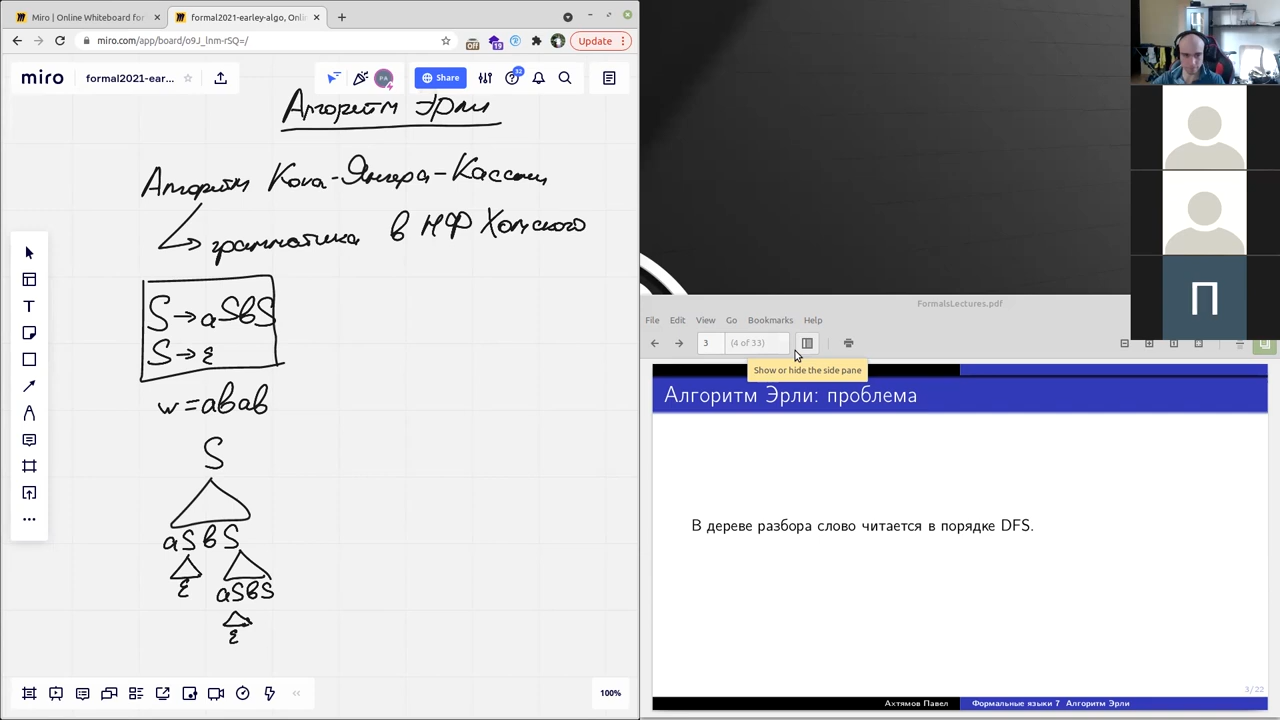 Miro | Online Whiteboard for
formal2021-earley-algo, Onli
miro.com/app/board/o9J_lnm-rSQ=/
Update
miro
formal2021-ear...
Share
Алгоритм Эрли
Алгоритм Кока-Янгера-Касами
грамматика в НФ Хомского
S → aSbS
S → ε
w = abab
S
aSbS
ε aSbS
ε
100%
FormalsLectures.pdf
File Edit View Go Bookmarks Help
3 (4 of 33)
Show or hide the side pane
Алгоритм Эрли: проблема
В дереве разбора слово читается в порядке DFS.
3/22
Ахтямов Павел
Формальные языки 7 Алгоритм Эрли
П